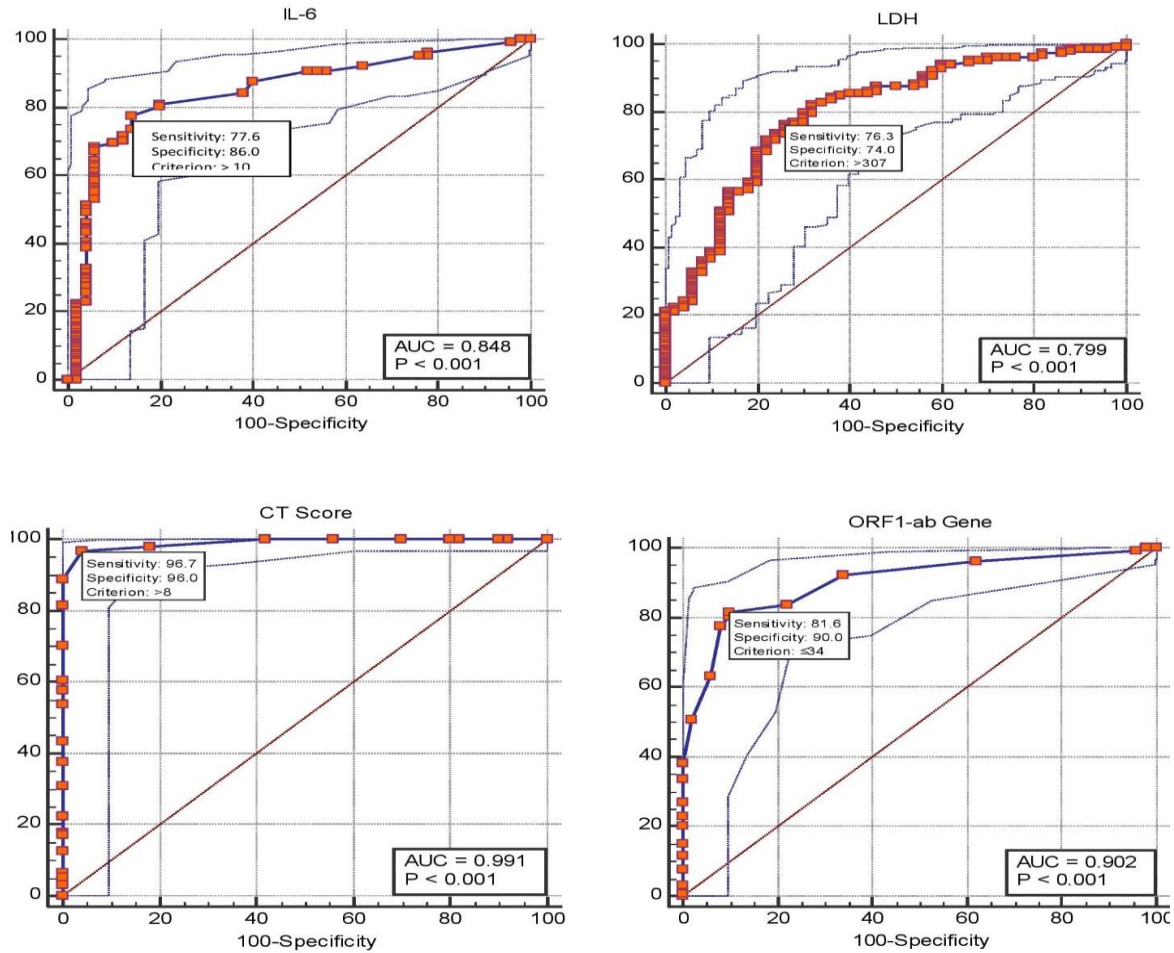 IL-6
100
80
60
40
20
0
Sensitivity: 77.6
Specificity: 86.0
Criterion: > 10
AUC = 0.848
P < 0.001
0 20 40 60 80 100
100-Specificity
LDH
100
80
60
40
20
0
Sensitivity: 76.3
Specificity: 74.0
Criterion: >307
AUC = 0.799
P < 0.001
0 20 40 60 80 100
100-Specificity
CT Score
100
80
60
40
20
0
Sensitivity: 96.7
Specificity: 96.0
Criterion: >8
AUC = 0.991
P < 0.001
0 20 40 60 80 100
100-Specificity
ORF1-ab Gene
100
80
60
40
20
0
Sensitivity: 81.6
Specificity: 90.0
Criterion: ≤34
AUC = 0.902
P < 0.001
0 20 40 60 80 100
100-Specificity